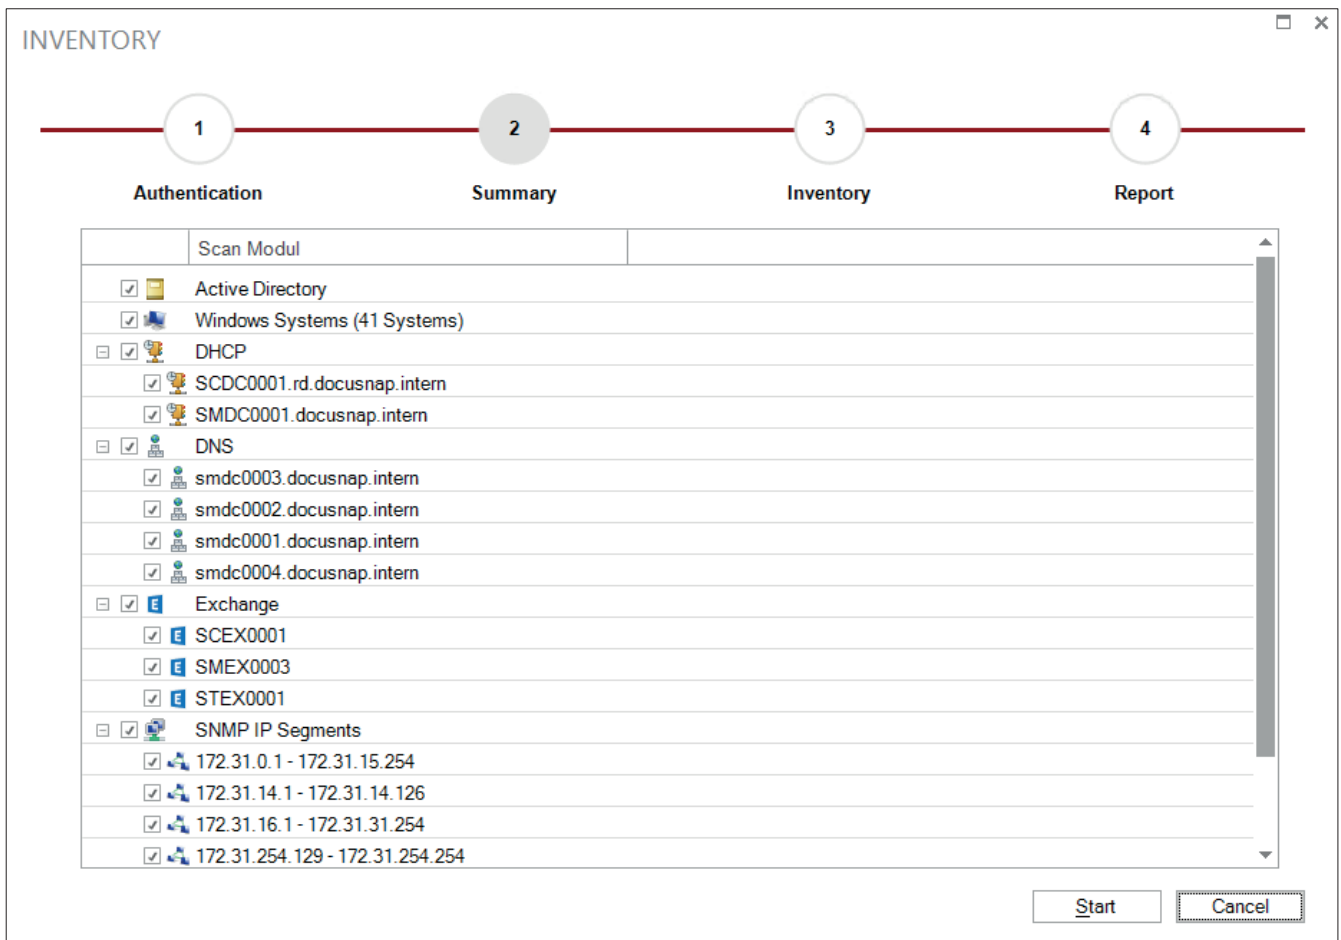 INVENTORY
1 2 3 4
Authentication Summary Inventory Report
Scan Modul
Active Directory
Windows Systems (41 Systems)
DHCP
SCDC0001.rd.docusnap.intern
SMDC0001.docusnap.intern
DNS
smdc0003.docusnap.intern
smdc0002.docusnap.intern
smdc0001.docusnap.intern
smdc0004.docusnap.intern
E Exchange
E SCEX0001
E SMEX0003
E STEX0001
SNMP IP Segments
172.31.0.1 - 172.31.15.254
172.31.14.1 - 172.31.14.126
172.31.16.1 - 172.31.31.254
172.31.254.129 - 172.31.254.254
Start Cancel